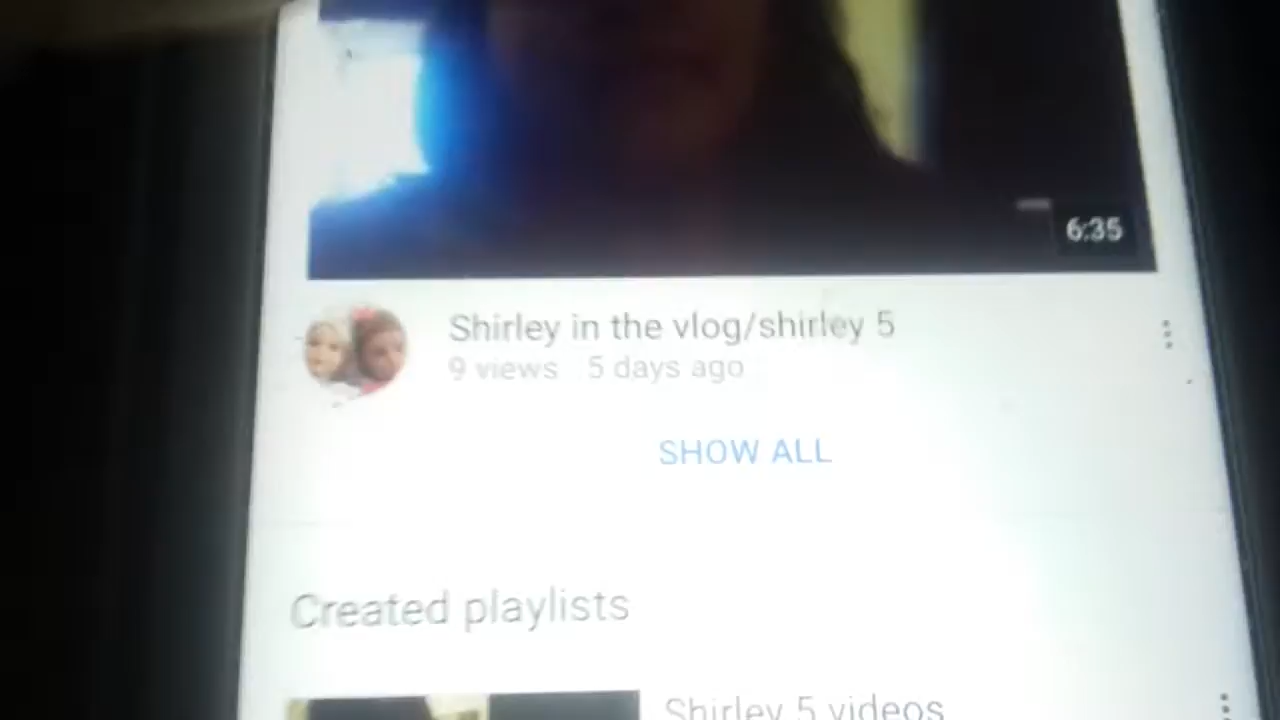 6:35
Shirley in the vlog/shirley 5
9 views 5 days ago
SHOW ALL
Created playlists
Shirley 5 videos